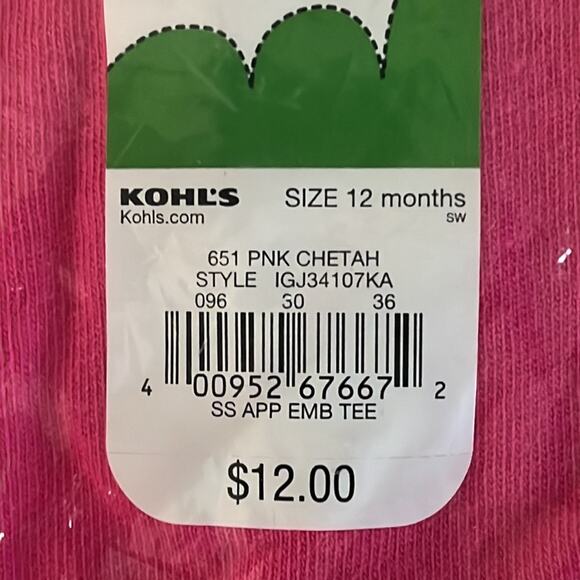 KOHL'S SIZE 12 months
Kohls.com SW
651 PNK CHETAH
STYLE IGJ34107KA
096 30 36
4 00952 67667 2
SS APP EMB TEE
$12.00